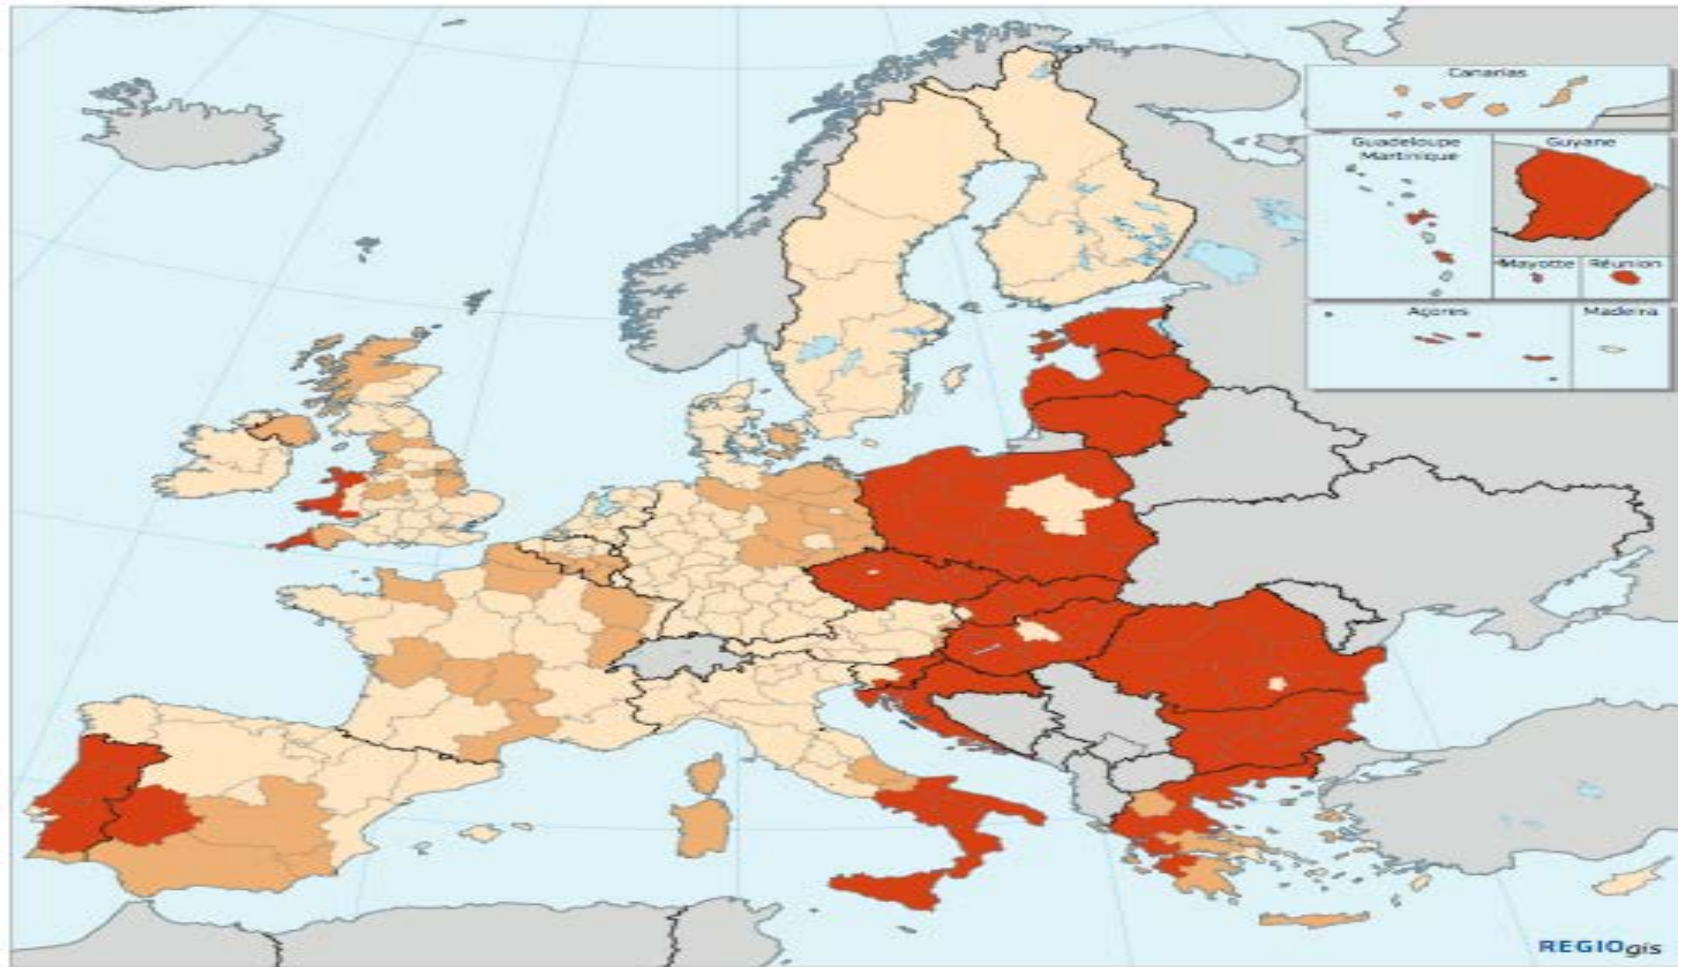 Canarias
Guadeloupe
Martinique
Guyane
Mayotte
Réunion
Açores
Madeira
REGIOgis